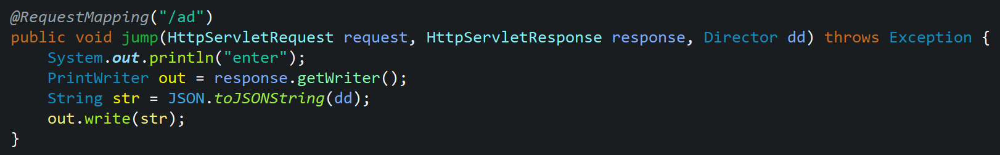 @RequestMapping("/ad")
public void jump(HttpServletRequest request, HttpServletResponse response, Director dd) throws Exception {
    System.out.println("enter");
    PrintWriter out = response.getWriter();
    String str = JSON.toJSONString(dd);
    out.write(str);
}